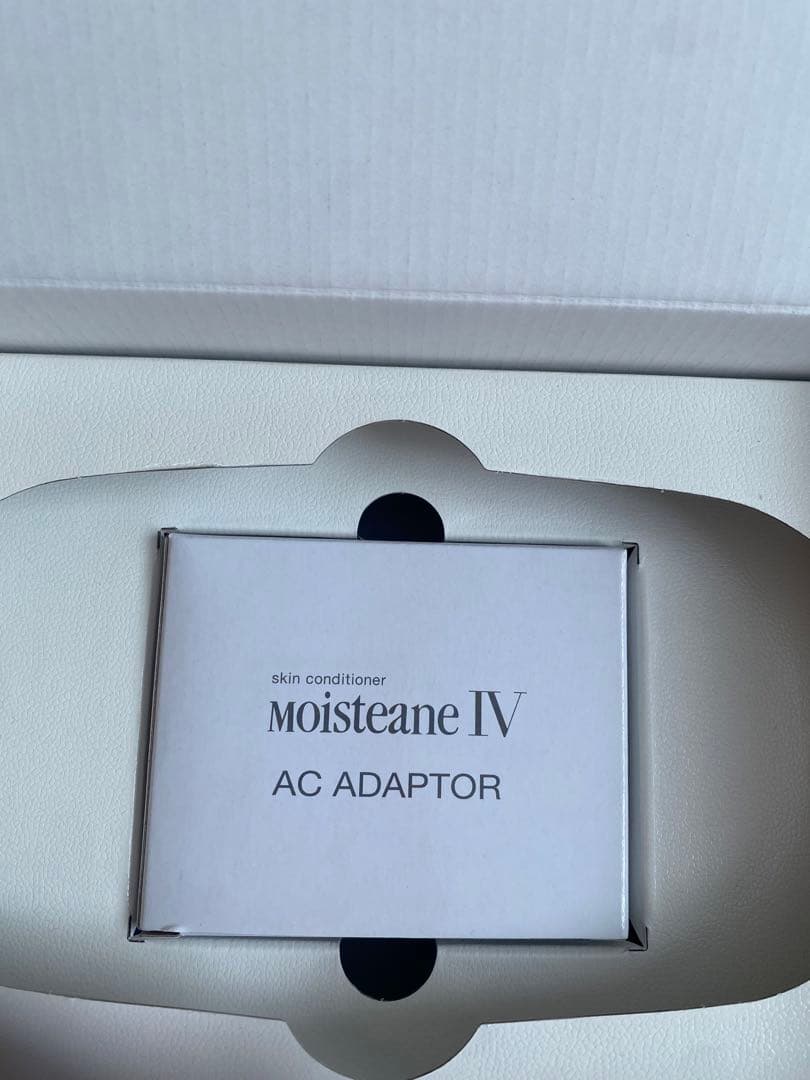 skin conditioner
Moisteane IV
AC ADAPTOR